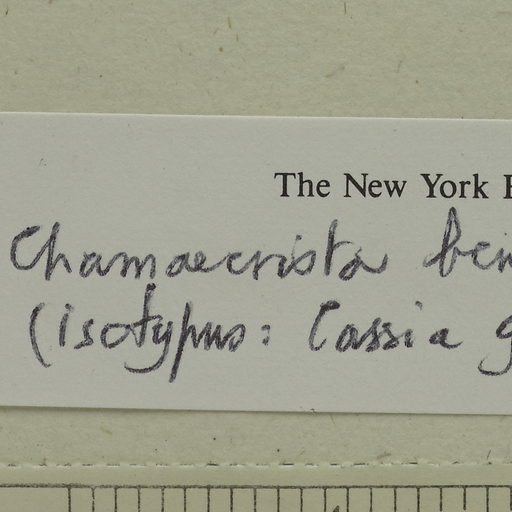 The New York
Chamaecrista
(isotypus: Cassia